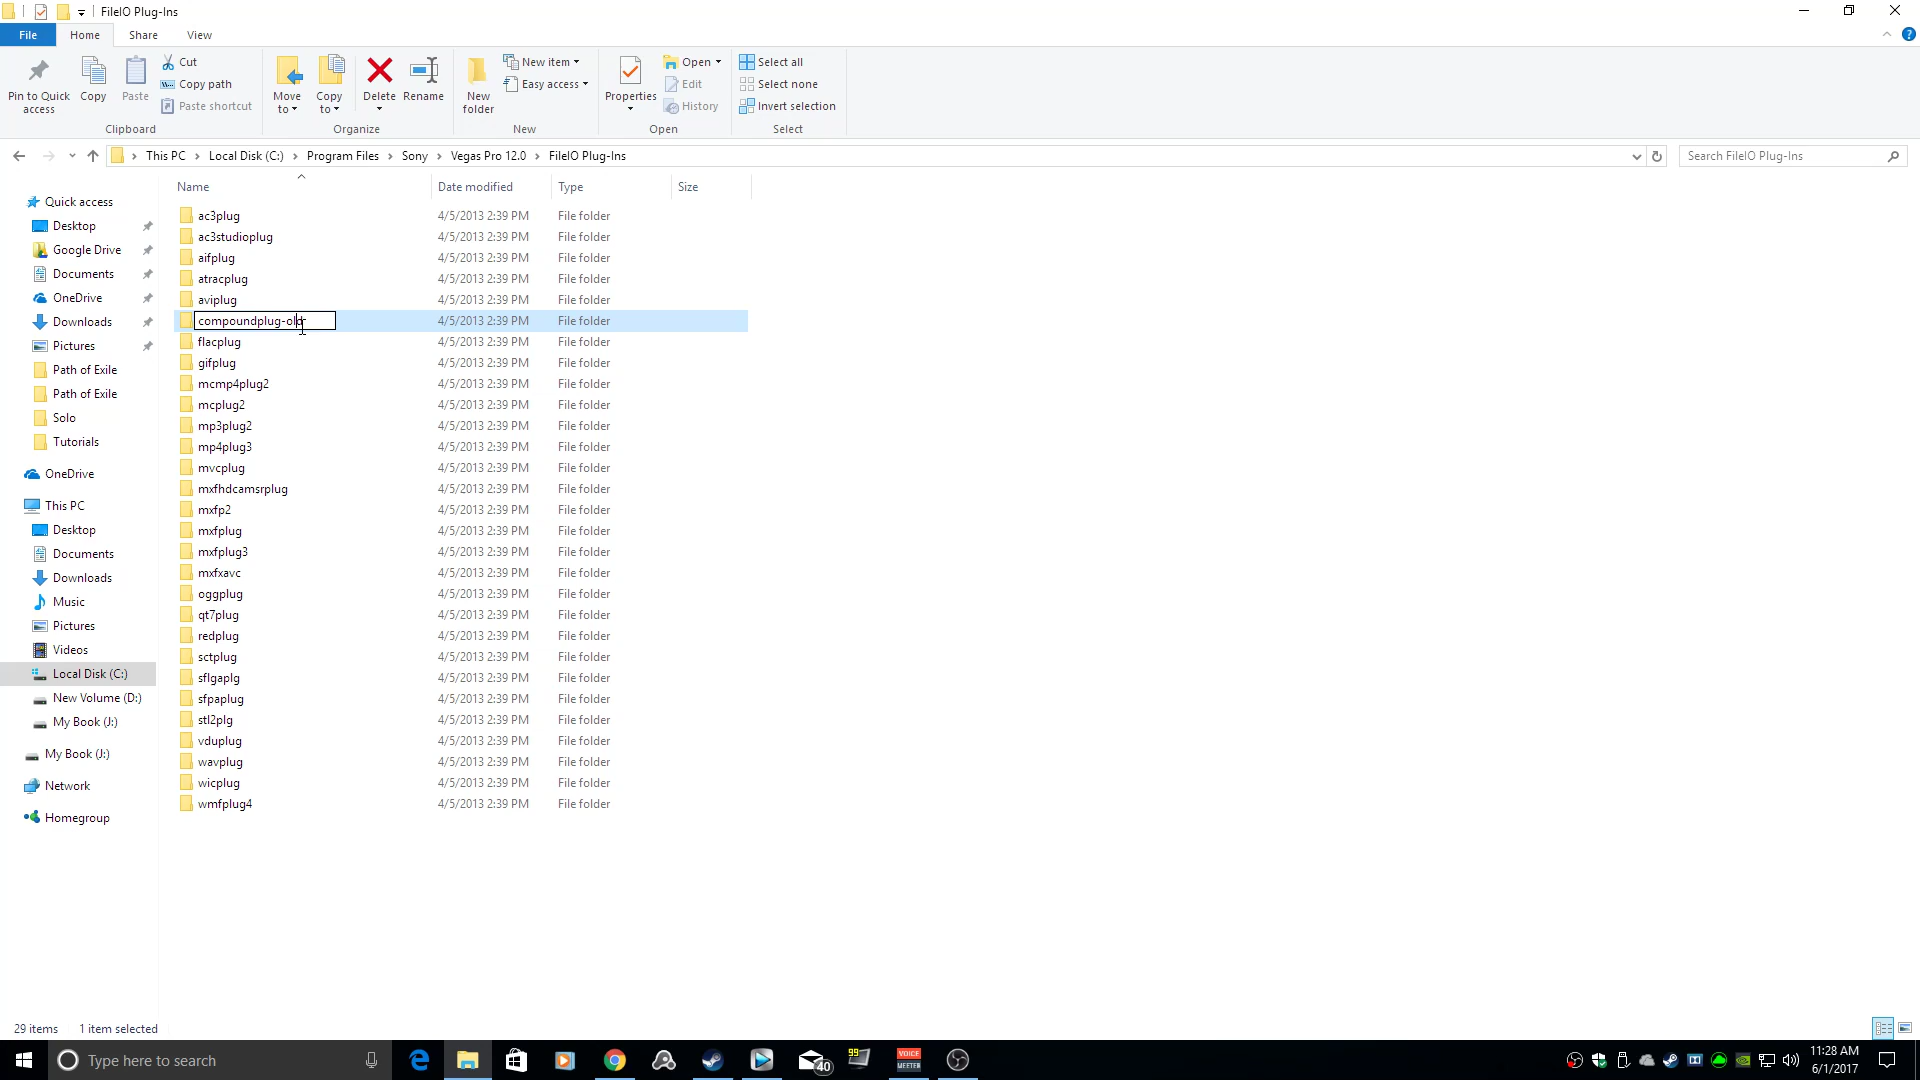 FileIO Plug-Ins
File Home Share View
Pin to Quick access
Copy
Paste
Cut
Copy path
Paste shortcut
Clipboard
Move to
Copy to
Delete
Rename
Organize
New folder
New item
Easy access
New
Properties
Open
Edit
History
Open
Select all
Select none
Invert selection
Select
This PC > Local Disk (C:) > Program Files > Sony > Vegas Pro 12.0 > FileIO Plug-Ins
Search FileIO Plug-Ins
Quick access
Desktop
Google Drive
Documents
OneDrive
Downloads
Pictures
Path of Exile
Path of Exile
Solo
Tutorials
OneDrive
This PC
Desktop
Documents
Downloads
Music
Pictures
Videos
Local Disk (C:)
New Volume (D:)
My Book (J:)
My Book (J:)
Network
Homegroup
Name Date modified Type Size
ac3plug 4/5/2013 2:39 PM File folder
ac3studioplug 4/5/2013 2:39 PM File folder
aifplug 4/5/2013 2:39 PM File folder
atracplug 4/5/2013 2:39 PM File folder
aviplug 4/5/2013 2:39 PM File folder
compoundplug-old 4/5/2013 2:39 PM File folder
flacplug 4/5/2013 2:39 PM File folder
gifplug 4/5/2013 2:39 PM File folder
mcmp4plug2 4/5/2013 2:39 PM File folder
mcplug2 4/5/2013 2:39 PM File folder
mp3plug2 4/5/2013 2:39 PM File folder
mp4plug3 4/5/2013 2:39 PM File folder
mvcplug 4/5/2013 2:39 PM File folder
mxfhdcamsrplug 4/5/2013 2:39 PM File folder
mxfp2 4/5/2013 2:39 PM File folder
mxfplug 4/5/2013 2:39 PM File folder
mxfplug3 4/5/2013 2:39 PM File folder
mxfxavc 4/5/2013 2:39 PM File folder
oggplug 4/5/2013 2:39 PM File folder
qt7plug 4/5/2013 2:39 PM File folder
redplug 4/5/2013 2:39 PM File folder
sctplug 4/5/2013 2:39 PM File folder
sflgaplg 4/5/2013 2:39 PM File folder
sfpaplug 4/5/2013 2:39 PM File folder
stl2plg 4/5/2013 2:39 PM File folder
vduplug 4/5/2013 2:39 PM File folder
wavplug 4/5/2013 2:39 PM File folder
wicplug 4/5/2013 2:39 PM File folder
wmfplug4 4/5/2013 2:39 PM File folder
29 items 1 item selected
Type here to search
40
99
VOICE
MEETER
11:28 AM
6/1/2017